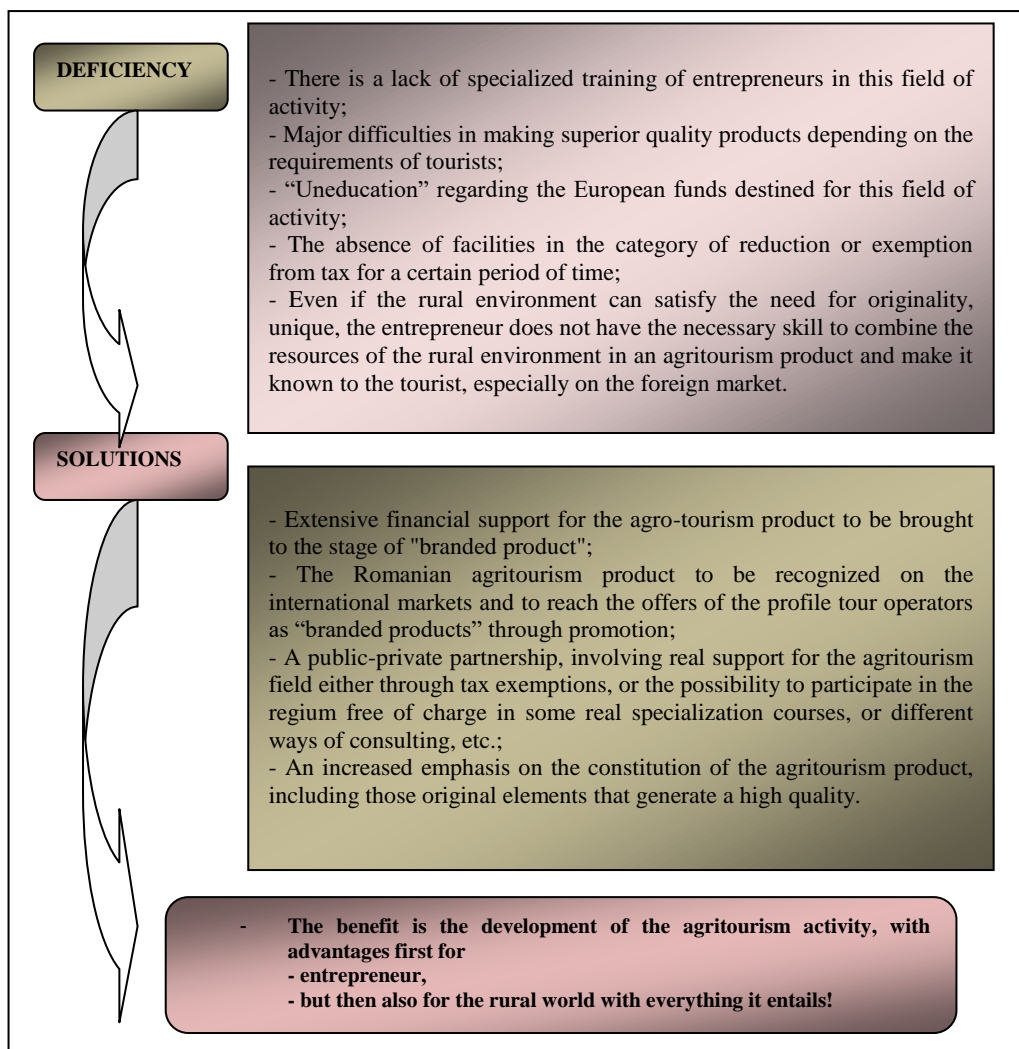 DEFICIENCY
- There is a lack of specialized training of entrepreneurs in this field of
activity;
- Major difficulties in making superior quality products depending on the
requirements of tourists;
- “Uneducation” regarding the European funds destined for this field of
activity;
- The absence of facilities in the category of reduction or exemption
from tax for a certain period of time;
- Even if the rural environment can satisfy the need for originality,
unique, the entrepreneur does not have the necessary skill to combine the
resources of the rural environment in an agritourism product and make it
known to the tourist, especially on the foreign market.
SOLUTIONS
- Extensive financial support for the agro-tourism product to be brought
to the stage of "branded product";
- The Romanian agritourism product to be recognized on the
international markets and to reach the offers of the profile tour operators
as “branded products” through promotion;
- A public-private partnership, involving real support for the agritourism
field either through tax exemptions, or the possibility to participate in the
regium free of charge in some real specialization courses, or different
ways of consulting, etc.;
- An increased emphasis on the constitution of the agritourism product,
including those original elements that generate a high quality.
- The benefit is the development of the agritourism activity, with
advantages first for
- entrepreneur,
- but then also for the rural world with everything it entails!